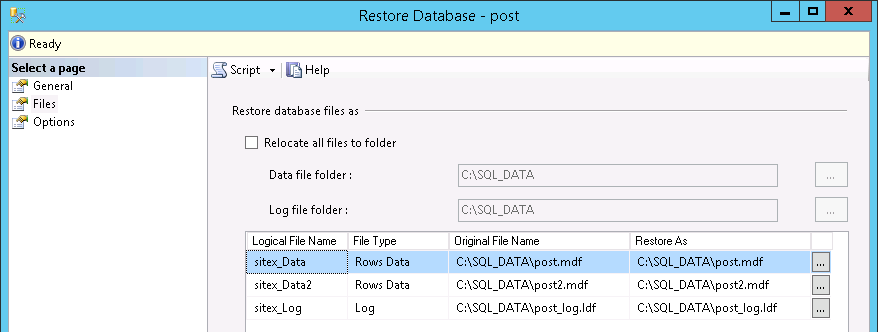 Restore Database - post
Ready
Select a page
General
Files
Options
Script Help
Restore database files as
Relocate all files to folder
Data file folder : C:\SQL_DATA ...
Log file folder : C:\SQL_DATA ...
Logical File Name File Type Original File Name Restore As
sitex_Data Rows Data C:\SQL_DATA\post.mdf C:\SQL_DATA\post.mdf ...
sitex_Data2 Rows Data C:\SQL_DATA\post2.mdf C:\SQL_DATA\post2.mdf ...
sitex_Log Log C:\SQL_DATA\post_log.ldf C:\SQL_DATA\post_log.ldf ...